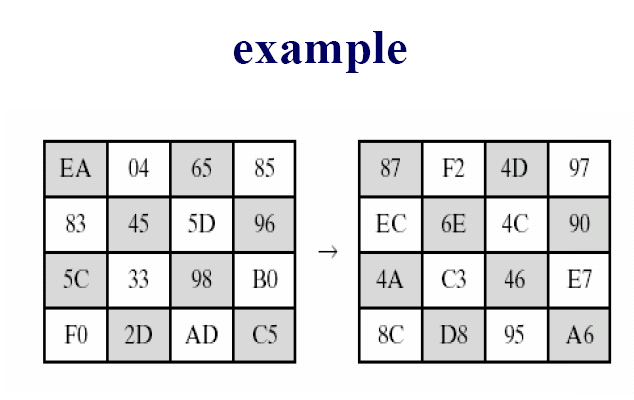 example
EA 04 65 85 87 F2 4D 97
83 45 5D 96 EC 6E 4C 90
→
5C 33 98 B0 4A C3 46 E7
F0 2D AD C5 8C D8 95 A6